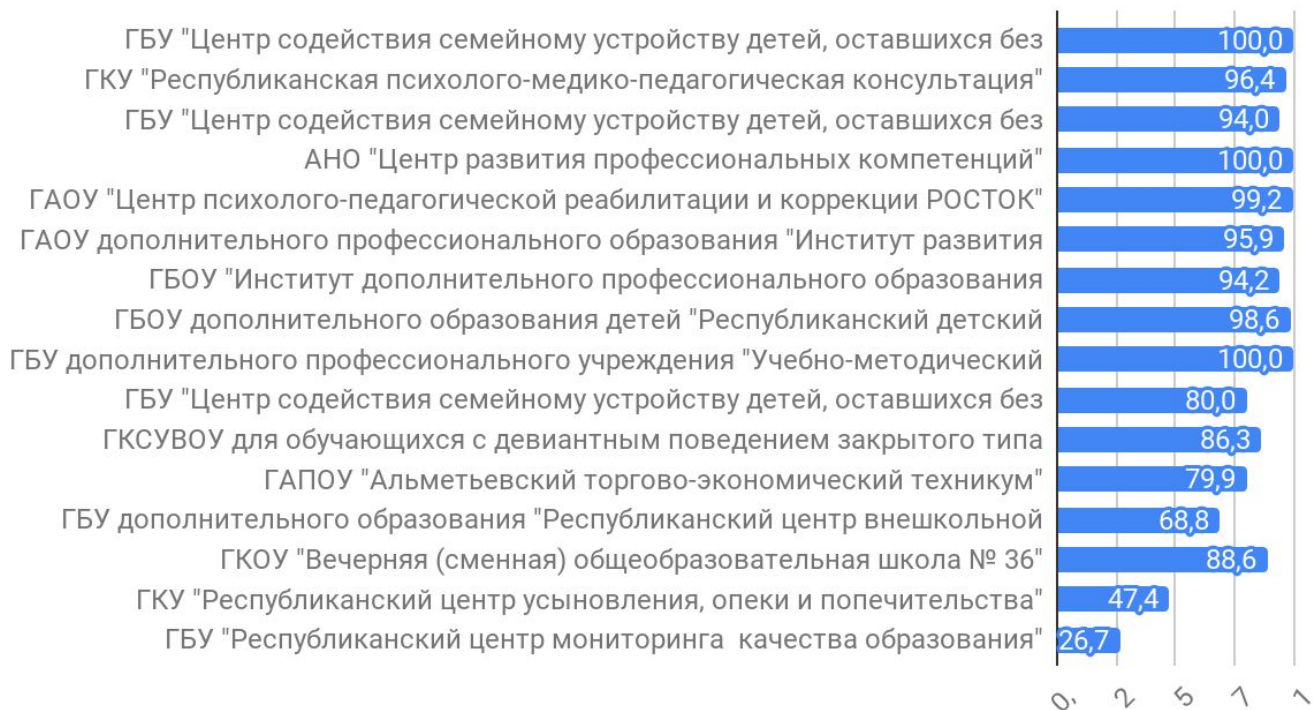 ГБУ "Центр содействия семейному устройству детей, оставшихся без 100,0
ГКУ "Республиканская психолого-медико-педагогическая консультация" 96,4
ГБУ "Центр содействия семейному устройству детей, оставшихся без 94,0
АНО "Центр развития профессиональных компетенций" 100,0
ГАОУ "Центр психолого-педагогической реабилитации и коррекции РОСТОК" 99,2
ГАОУ дополнительного профессионального образования "Институт развития 95,9
ГБОУ "Институт дополнительного профессионального образования 94,2
ГБОУ дополнительного образования детей "Республиканский детский 98,6
ГБУ дополнительного профессионального учреждения "Учебно-методический 100,0
ГБУ "Центр содействия семейному устройству детей, оставшихся без 80,0
ГКСУВОУ для обучающихся с девиантным поведением закрытого типа 86,3
ГАПОУ "Альметьевский торгово-экономический техникум" 79,9
ГБУ дополнительного образования "Республиканский центр внешкольной 68,8
ГКОУ "Вечерняя (сменная) общеобразовательная школа № 36" 88,6
ГКУ "Республиканский центр усыновления, опеки и попечительства" 47,4
ГБУ "Республиканский центр мониторинга  качества образования" 26,7
0, 2 5 7 1